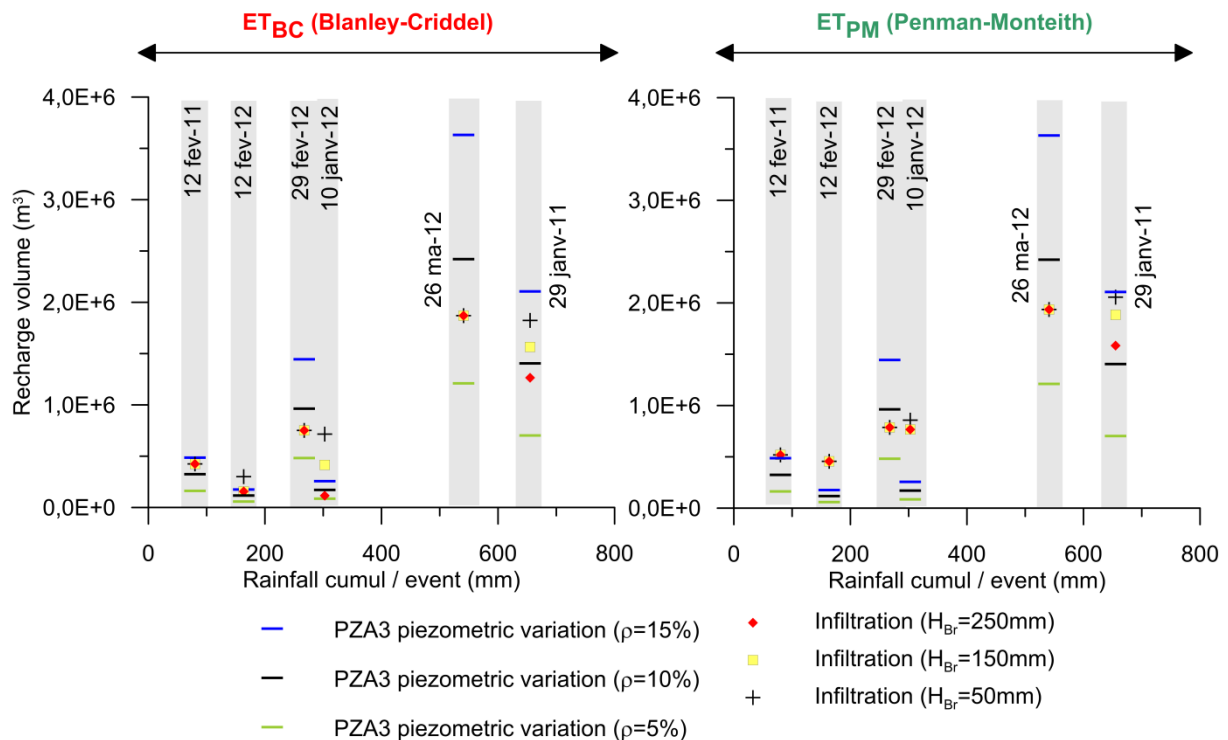 ET_BC (Blanley-Criddel)
ET_PM (Penman-Monteith)
Recharge volume (m³)
4,0E+6
3,0E+6
2,0E+6
1,0E+6
0,0E+0
12 fev-11
12 fev-12
29 fev-12
10 janv-12
26 ma-12
29 janv-11
0 200 400 600 800
Rainfall cumul / event (mm)
4,0E+6
3,0E+6
2,0E+6
1,0E+6
0,0E+0
12 fev-11
12 fev-12
29 fev-12
10 janv-12
26 ma-12
29 janv-11
0 200 400 600 800
Rainfall cumul / event (mm)
PZA3 piezometric variation (ρ=15%)
PZA3 piezometric variation (ρ=10%)
PZA3 piezometric variation (ρ=5%)
Infiltration (H_Br=250mm)
Infiltration (H_Br=150mm)
Infiltration (H_Br=50mm)